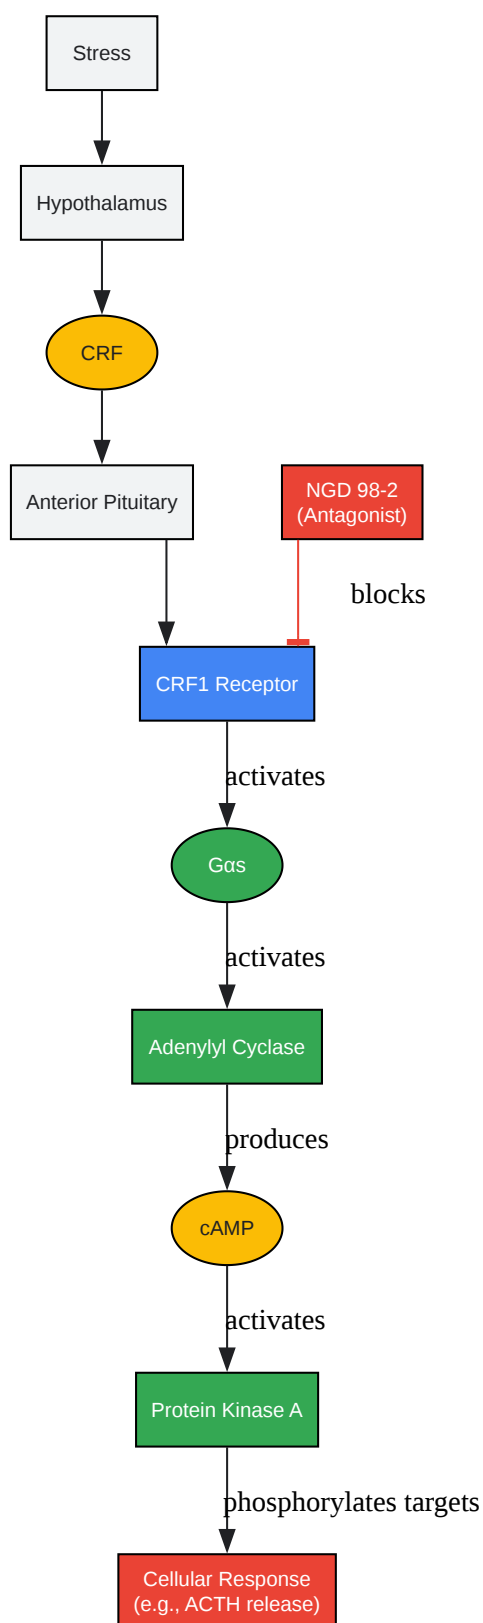 Stress
Hypothalamus
CRF
Anterior Pituitary
NGD 98-2
(Antagonist)
blocks
CRF1 Receptor
activates
Gαs
activates
Adenylyl Cyclase
produces
cAMP
activates
Protein Kinase A
phosphorylates targets
Cellular Response
(e.g., ACTH release)